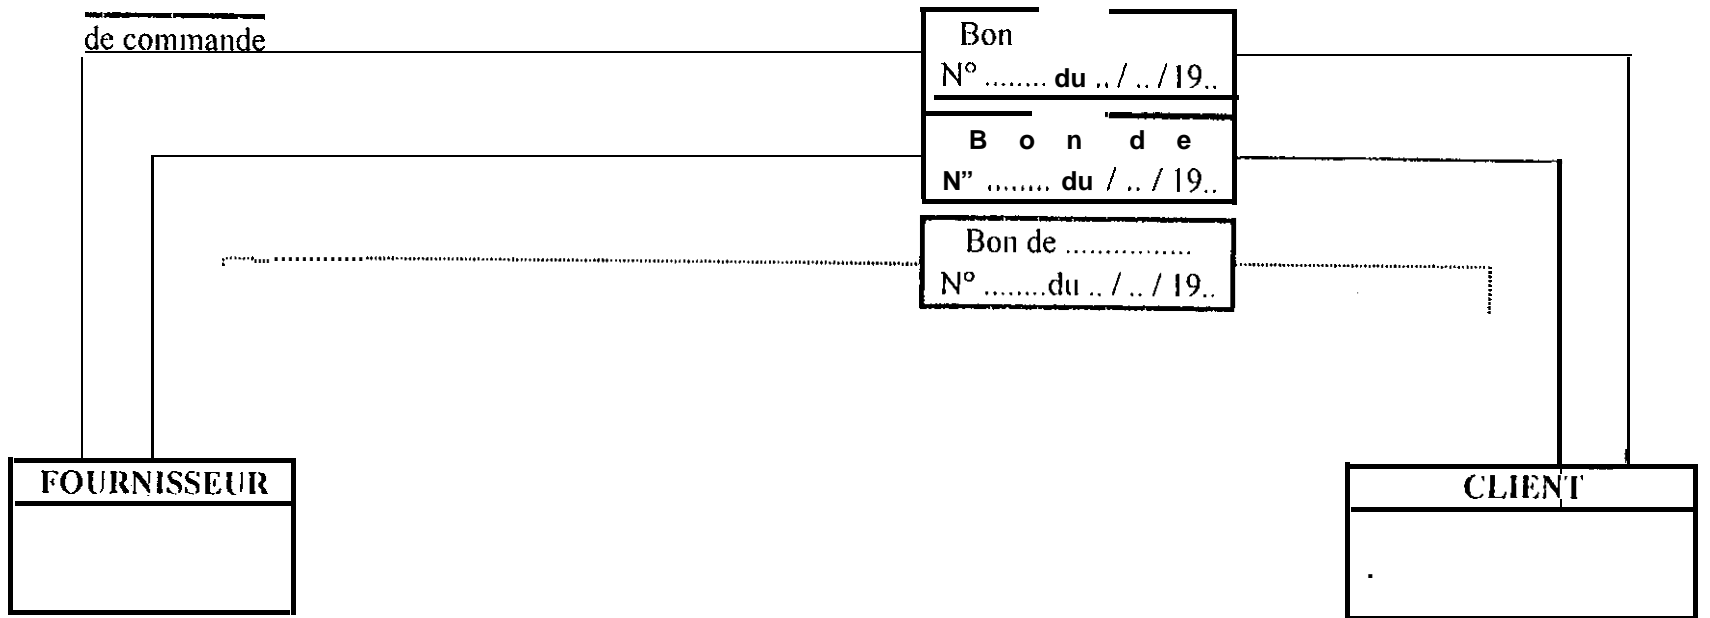 de commande
Bon
N° ........ du .. / .. / 19..
B o n d e
N” ........ du / .. / 19..
Bon de ...............
N° ........du .. / .. / 19..
FOURNISSEUR
CLIENT